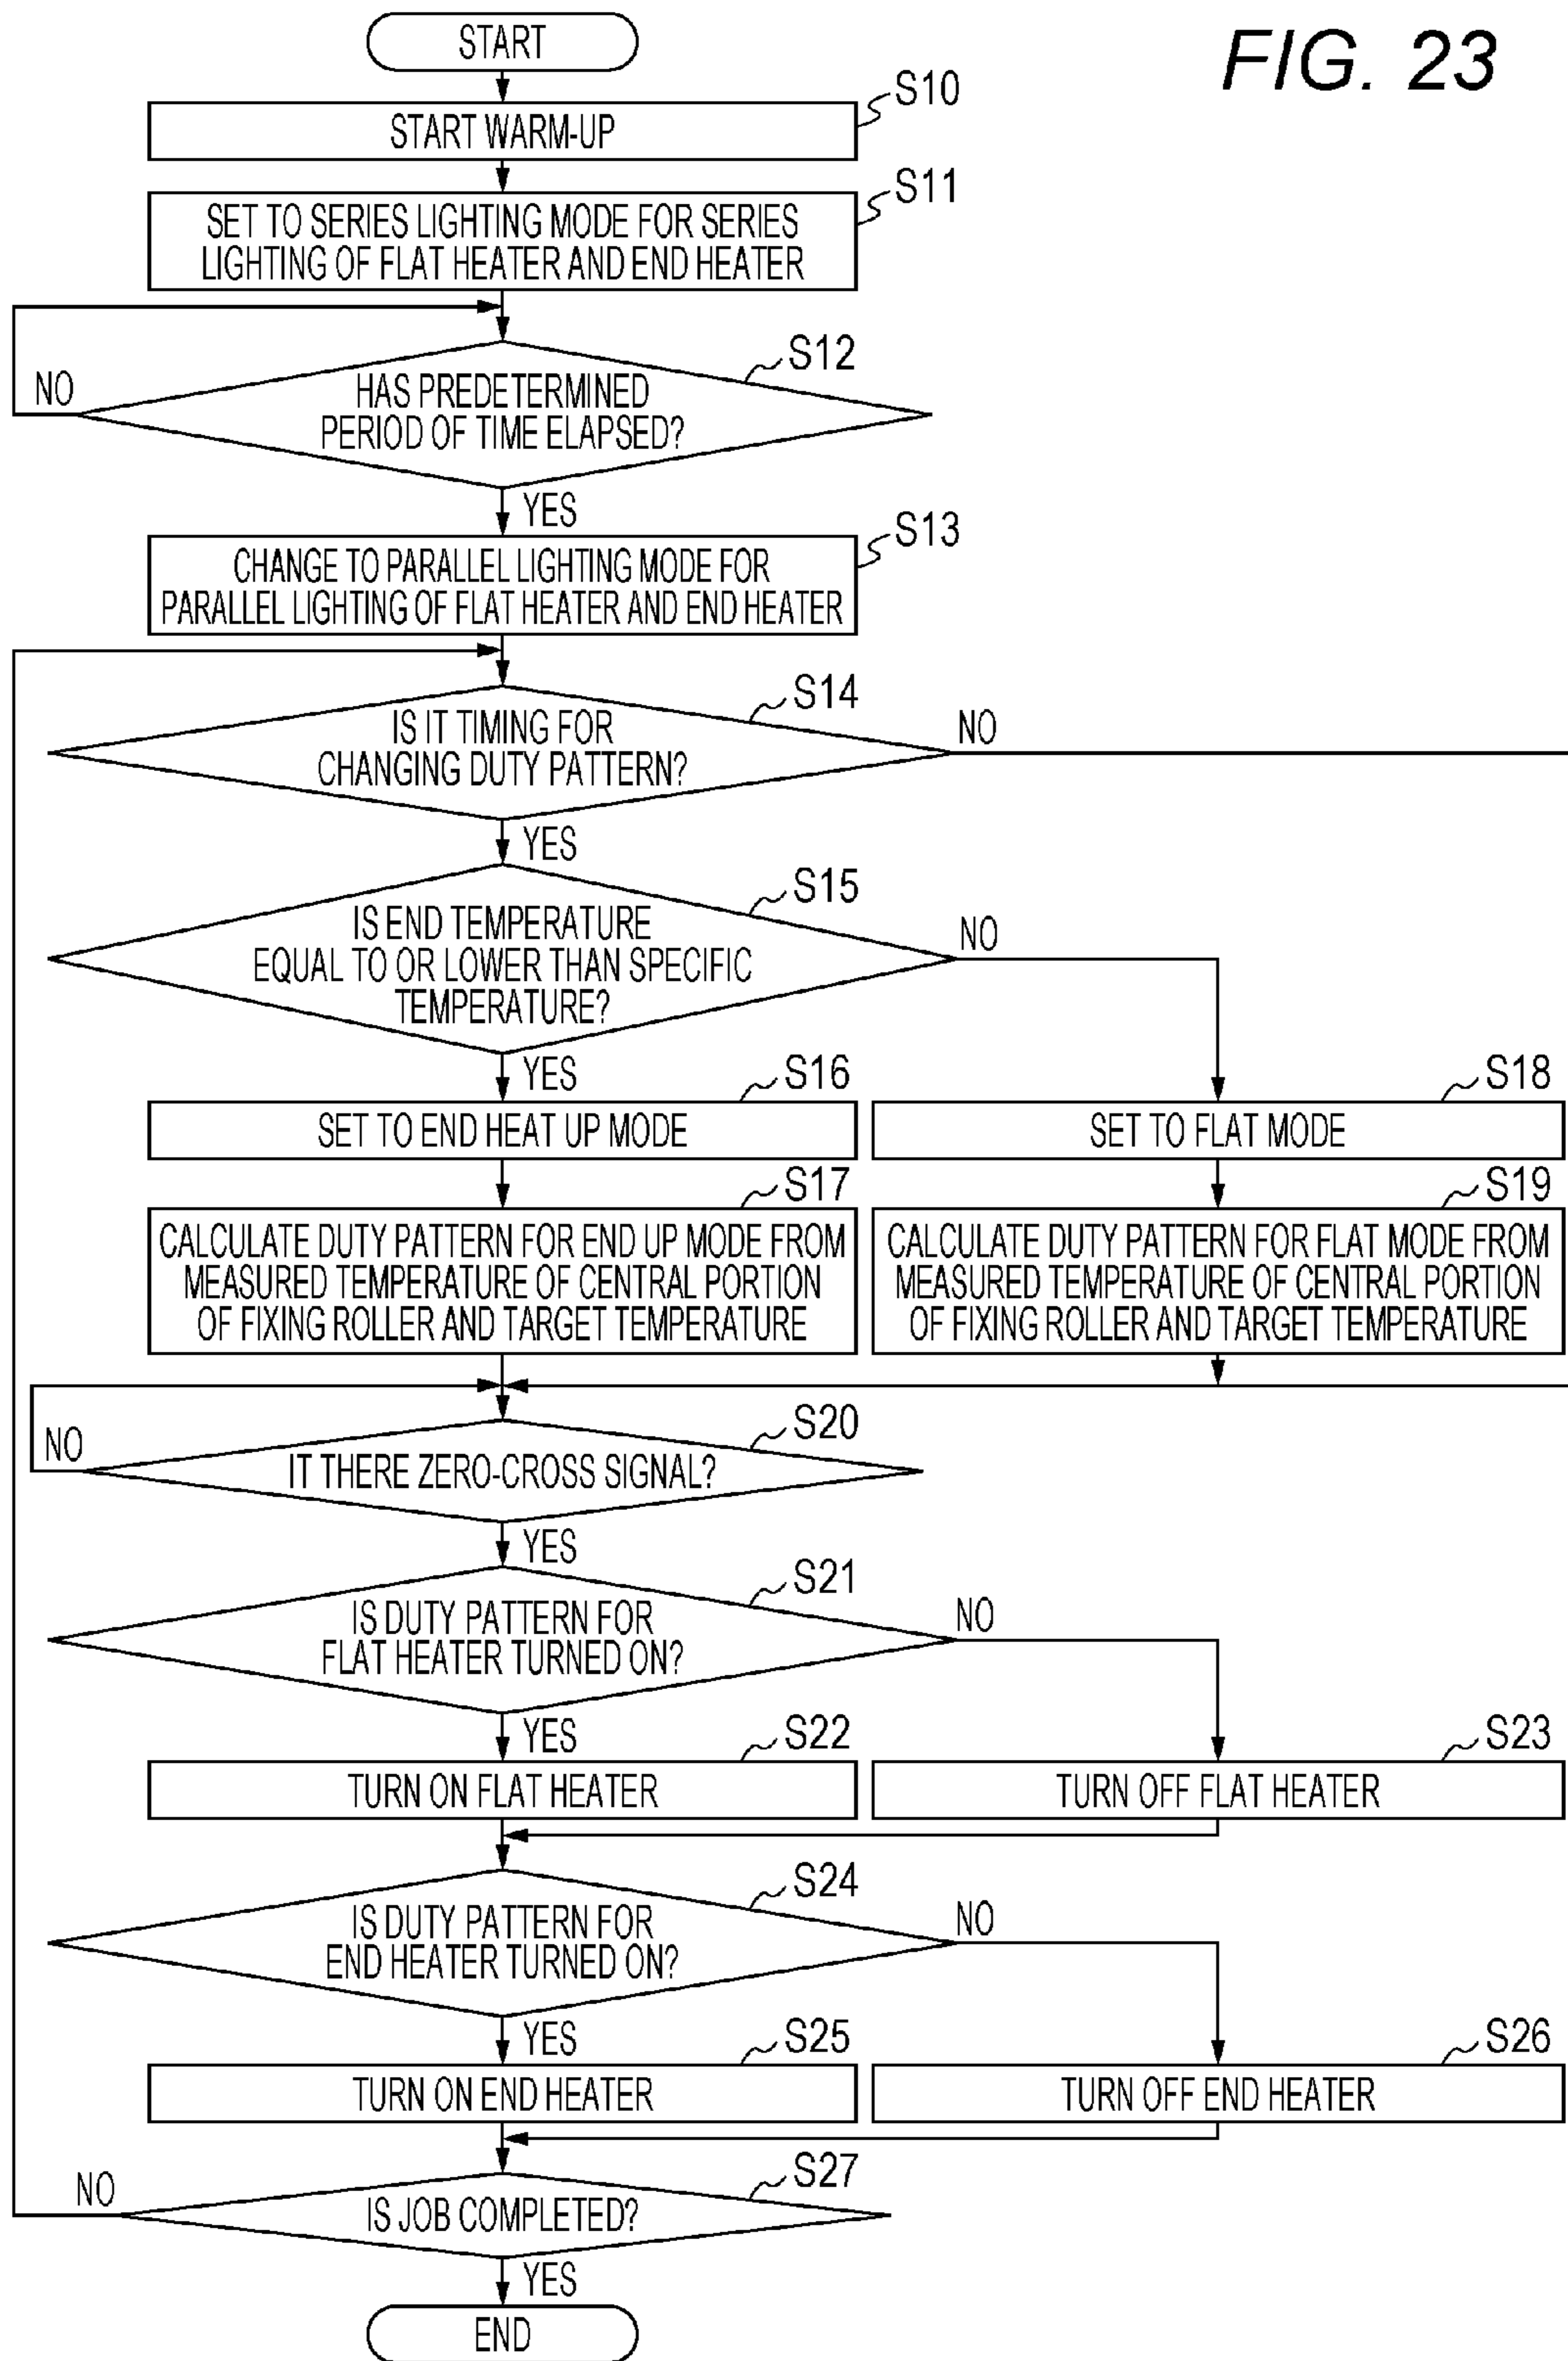 FIG. 23
START
S10
START WARM-UP
S11
SET TO SERIES LIGHTING MODE FOR SERIES
LIGHTING OF FLAT HEATER AND END HEATER
S12
NO
HAS PREDETERMINED
PERIOD OF TIME ELAPSED?
YES
S13
CHANGE TO PARALLEL LIGHTING MODE FOR
PARALLEL LIGHTING OF FLAT HEATER AND END HEATER
S14
NO
IS IT TIMING FOR
CHANGING DUTY PATTERN?
YES
S15
NO
IS END TEMPERATURE
EQUAL TO OR LOWER THAN SPECIFIC
TEMPERATURE?
YES
S16
SET TO END HEAT UP MODE
S18
SET TO FLAT MODE
S17
CALCULATE DUTY PATTERN FOR END UP MODE FROM
MEASURED TEMPERATURE OF CENTRAL PORTION
OF FIXING ROLLER AND TARGET TEMPERATURE
S19
CALCULATE DUTY PATTERN FOR FLAT MODE FROM
MEASURED TEMPERATURE OF CENTRAL PORTION
OF FIXING ROLLER AND TARGET TEMPERATURE
S20
NO
IT THERE ZERO-CROSS SIGNAL?
YES
S21
NO
IS DUTY PATTERN FOR
FLAT HEATER TURNED ON?
YES
S22
TURN ON FLAT HEATER
S23
TURN OFF FLAT HEATER
S24
NO
IS DUTY PATTERN FOR
END HEATER TURNED ON?
YES
S25
TURN ON END HEATER
S26
TURN OFF END HEATER
S27
NO
IS JOB COMPLETED?
YES
END